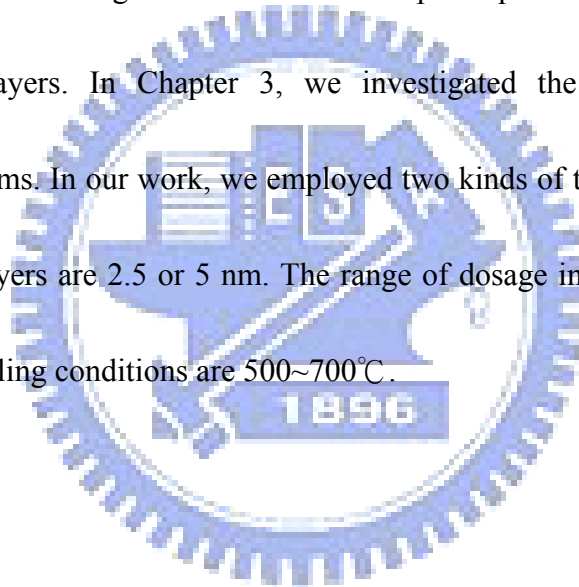 ayers. In Chapter 3, we investigated the
ms. In our work, we employed two kinds of
yers are 2.5 or 5 nm. The range of dosage in
ling conditions are 500~700℃.
1896